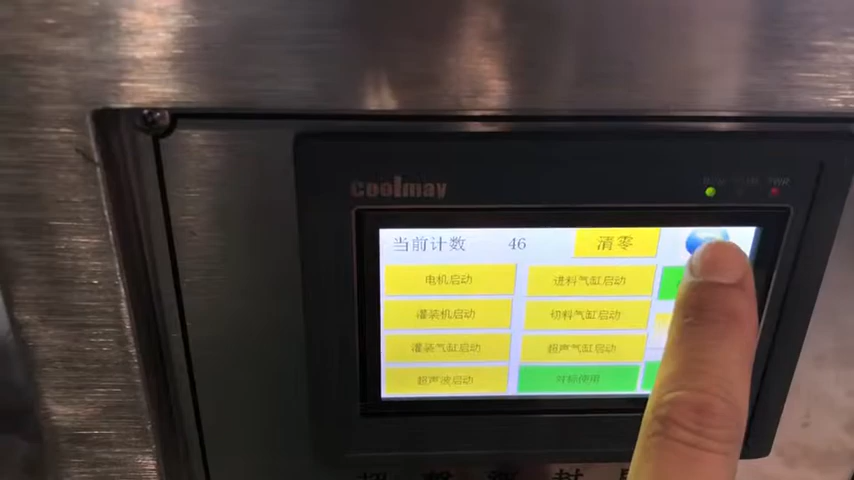 coolmay
当前计数 46 清零
电机启动 进料气缸启动
灌装机启动 切料气缸启动
灌装气缸启动 超声气缸启动
超声波启动 对标使用